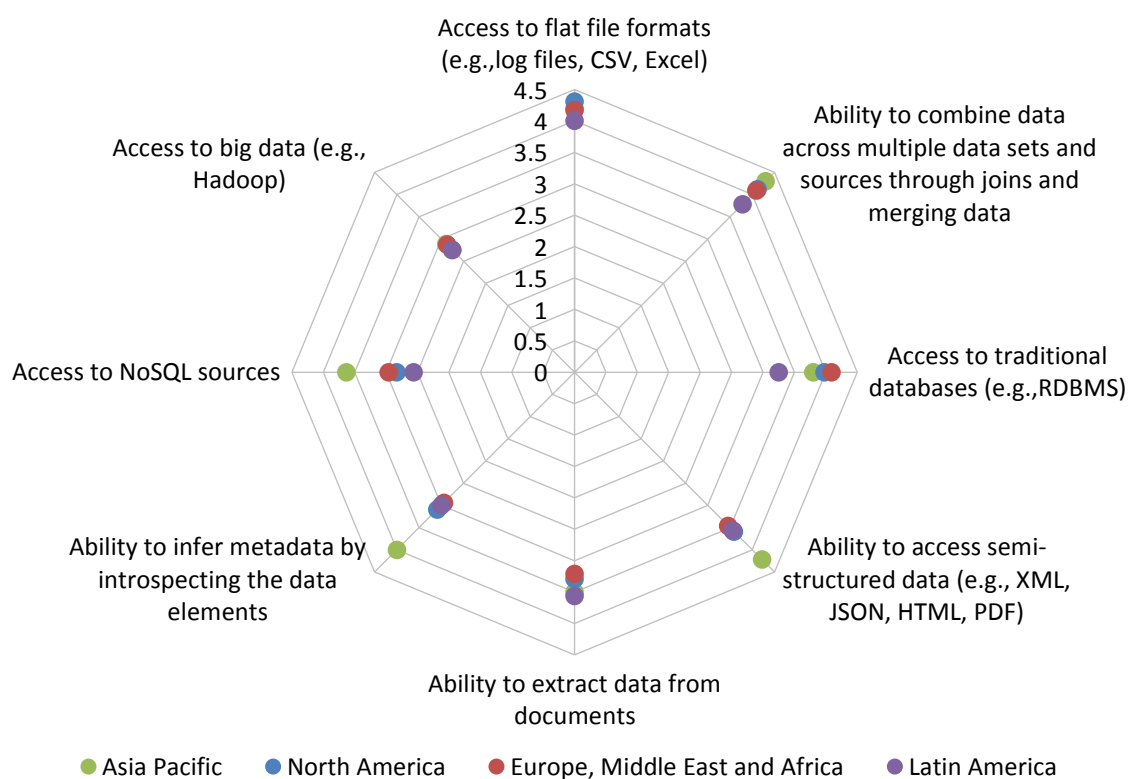 Access to flat file formats
(e.g.,log files, CSV, Excel)
Ability to combine data
across multiple data sets and
sources through joins and
merging data
Access to traditional
databases (e.g.,RDBMS)
Ability to access semi-
structured data (e.g., XML,
JSON, HTML, PDF)
Ability to extract data from
documents
Ability to infer metadata by
introspecting the data
elements
Access to NoSQL sources
Access to big data (e.g.,
Hadoop)
4.5
4
3.5
3
2.5
2
1.5
1
0.5
0
Asia Pacific
North America
Europe, Middle East and Africa
Latin America